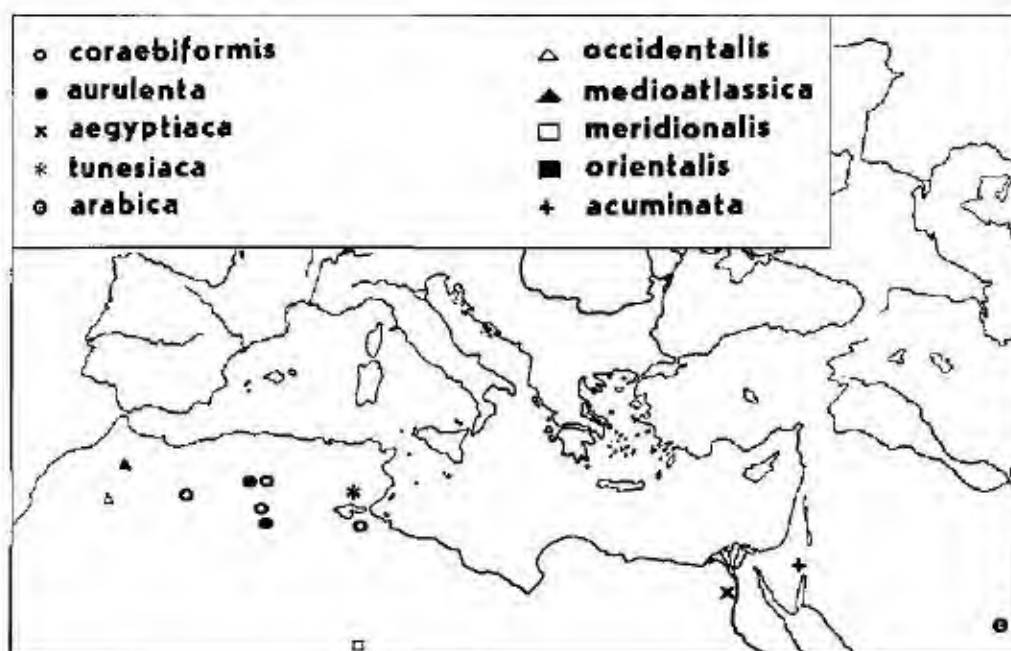 coraebiformis
aurulenta
aegyptiaca
tunesiaca
arabica
occidentalis
medioatlassica
meridionalis
orientalis
acuminata